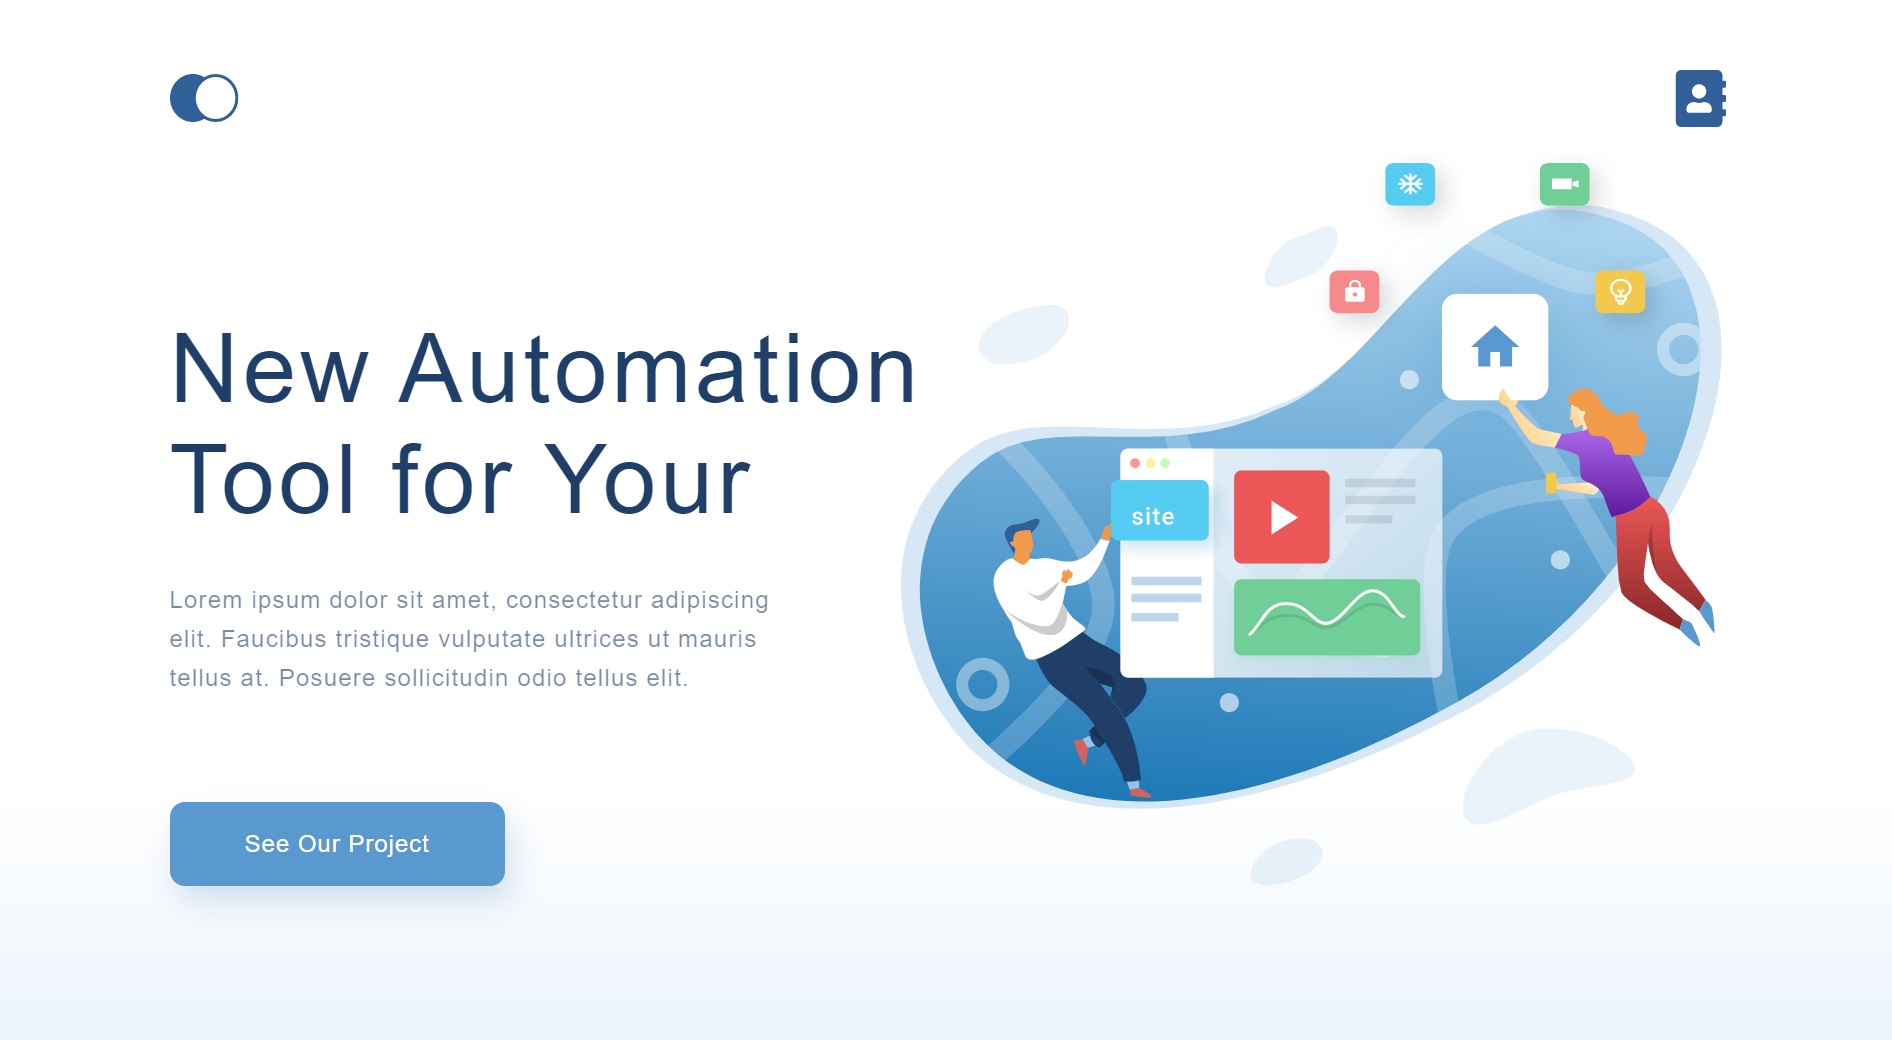 New Automation
Tool for Your
Lorem ipsum dolor sit amet, consectetur adipiscing
elit. Faucibus tristique vulputate ultrices ut mauris
tellus at. Posuere sollicitudin odio tellus elit.
See Our Project
site